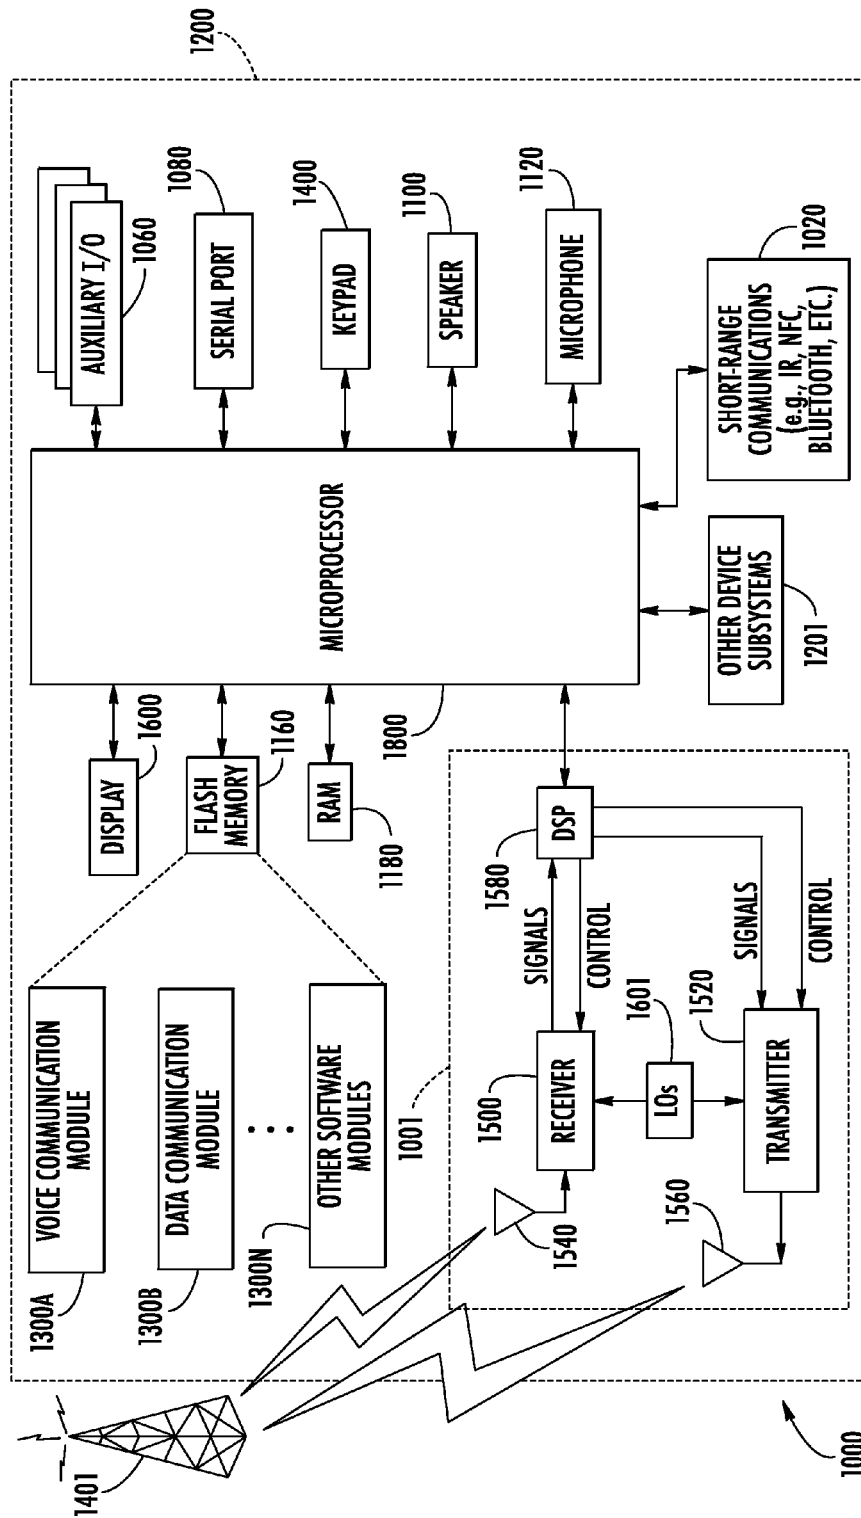 1200
AUXILIARY I/O
1060
SERIAL PORT
1080
KEYPAD
1400
SPEAKER
1100
MICROPHONE
1120
SHORT-RANGE
COMMUNICATIONS
(e.g., IR, NFC,
BLUETOOTH, ETC.)
1020
MICROPROCESSOR
1800
OTHER DEVICE
SUBSYSTEMS
1201
DISPLAY
1600
FLASH
MEMORY
1160
RAM
1180
VOICE COMMUNICATION
MODULE
1300A
DATA COMMUNICATION
MODULE
1300B
OTHER SOFTWARE
MODULES
1300N
1001
DSP
1580
SIGNALS
CONTROL
SIGNALS
CONTROL
RECEIVER
1500
LOs
1601
TRANSMITTER
1520
1540
1560
1401
1000